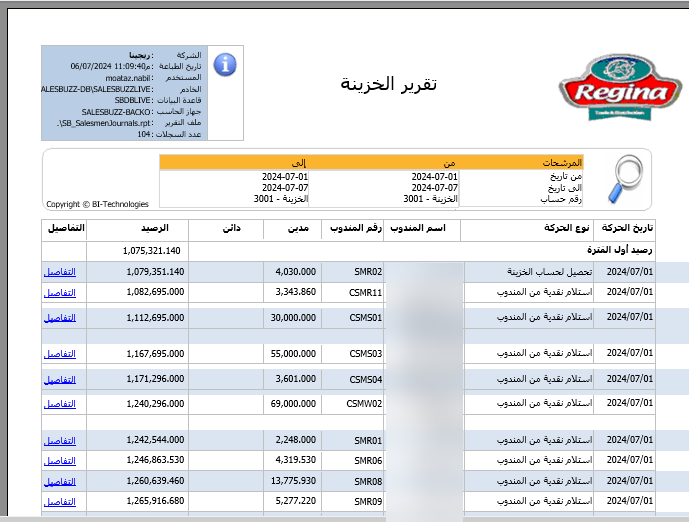 الشركة : ريجينا
تاريخ الطباعة : 06/07/2024 11:09:40م
المستخدم : moataz.nabil
الخادم : ALESBUZZ-DB\SALESBUZZLIVE
قاعدة البيانات : SBDBLIVE
جهاز الحاسب : SALESBUZZ-BACKO
ملف التقرير : .\SB_SalesmenJournals.rpt
عدد السجلات : 104
تقرير الخزينة
Regina
Trade & Distribution
المرشحات من إلى
من تاريخ 2024-07-01 2024-07-01
الى تاريخ 2024-07-07 2024-07-07
رقم حساب الخزينة - 3001 الخزينة - 3001
Copyright © BI-Technologies
تاريخ الحركة نوع الحركة اسم المندوب رقم المندوب مدين دائن الرصيد التفاصيل
رصيد أول الفترة 1,075,321.140
2024/07/01 تحصيل لحساب الخزينة SMR02 4,030.000 1,079,351.140 التفاصيل
2024/07/01 استلام نقدية من المندوب CSMR11 3,343.860 1,082,695.000 التفاصيل
2024/07/01 استلام نقدية من المندوب CSMS01 30,000.000 1,112,695.000 التفاصيل
2024/07/01 استلام نقدية من المندوب CSMS03 55,000.000 1,167,695.000 التفاصيل
2024/07/01 استلام نقدية من المندوب CSMS04 3,601.000 1,171,296.000 التفاصيل
2024/07/01 استلام نقدية من المندوب CSMW02 69,000.000 1,240,296.000 التفاصيل
2024/07/01 استلام نقدية من المندوب SMR01 2,248.000 1,242,544.000 التفاصيل
2024/07/01 استلام نقدية من المندوب SMR06 4,319.530 1,246,863.530 التفاصيل
2024/07/01 استلام نقدية من المندوب SMR08 13,775.930 1,260,639.460 التفاصيل
2024/07/01 استلام نقدية من المندوب SMR09 5,277.220 1,265,916.680 التفاصيل